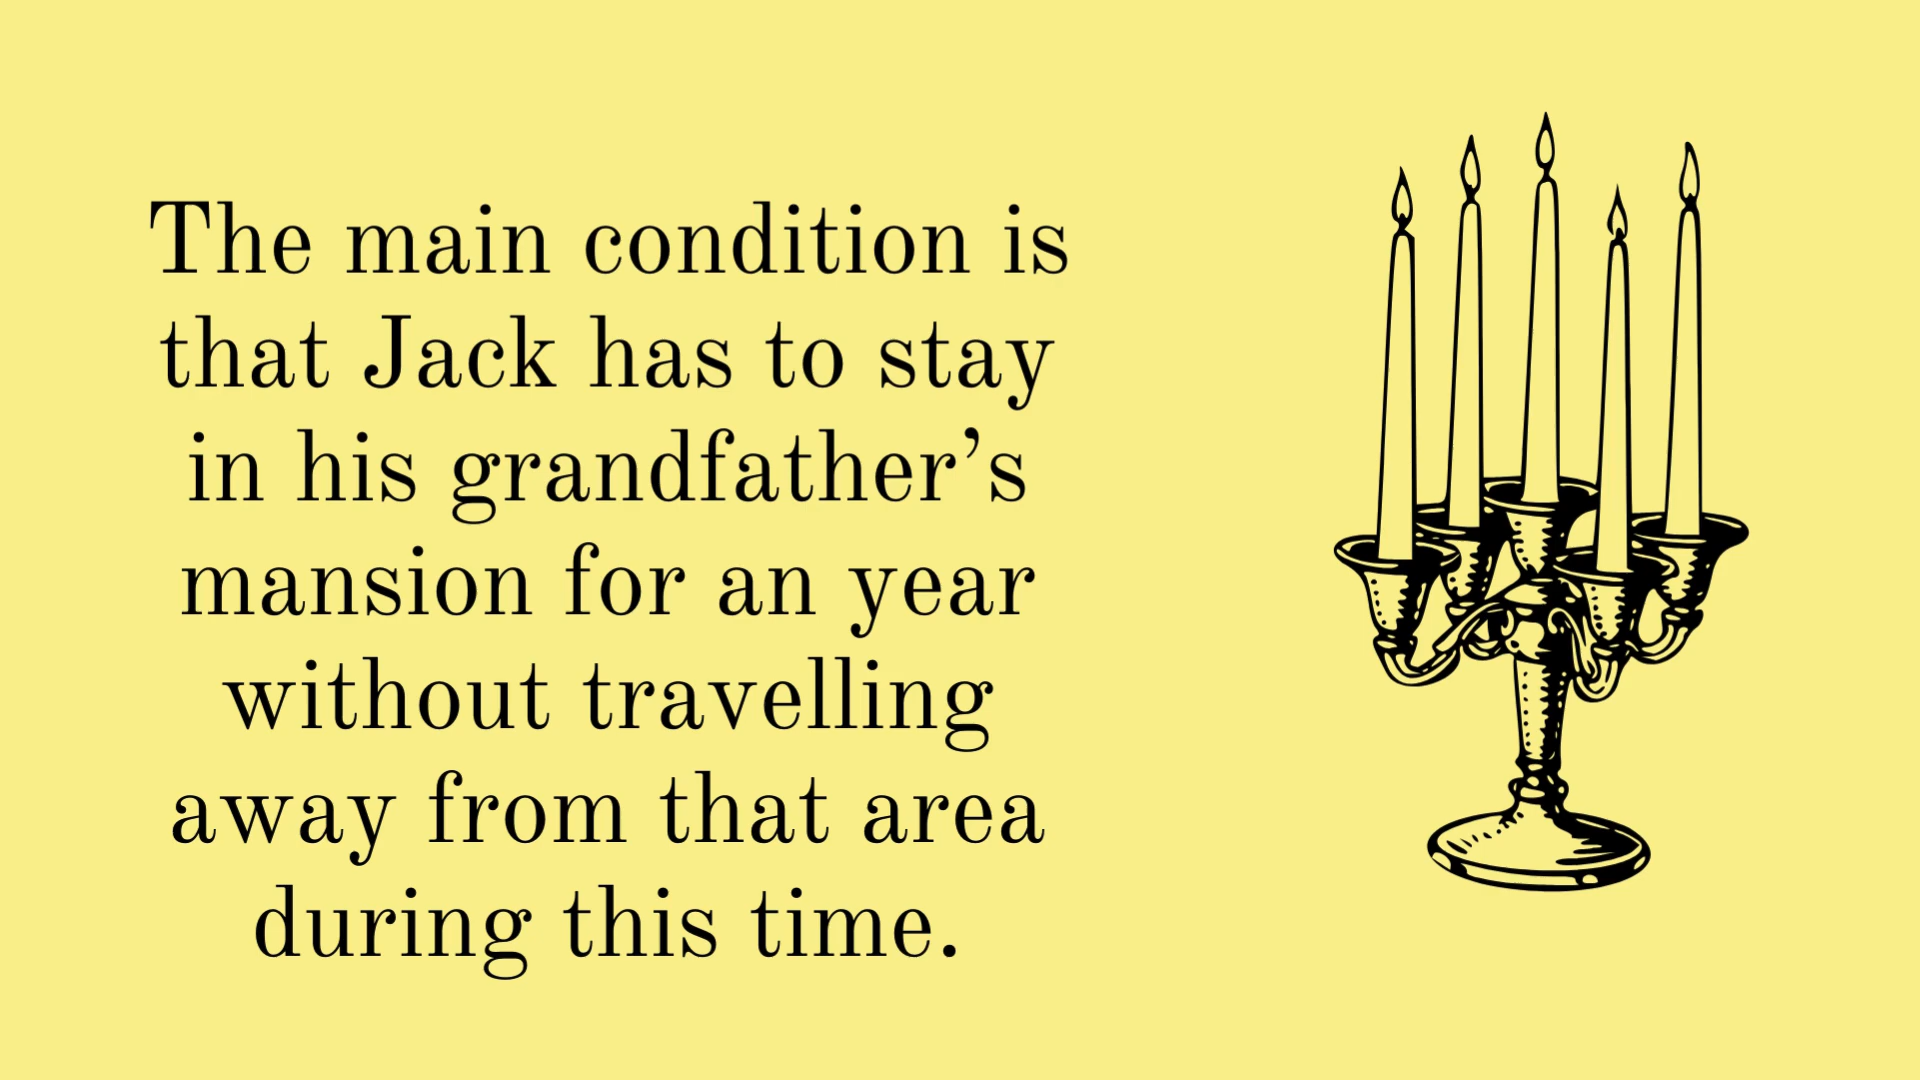 The main condition is
that Jack has to stay
in his grandfather’s
mansion for an year
without travelling
away from that area
during this time.